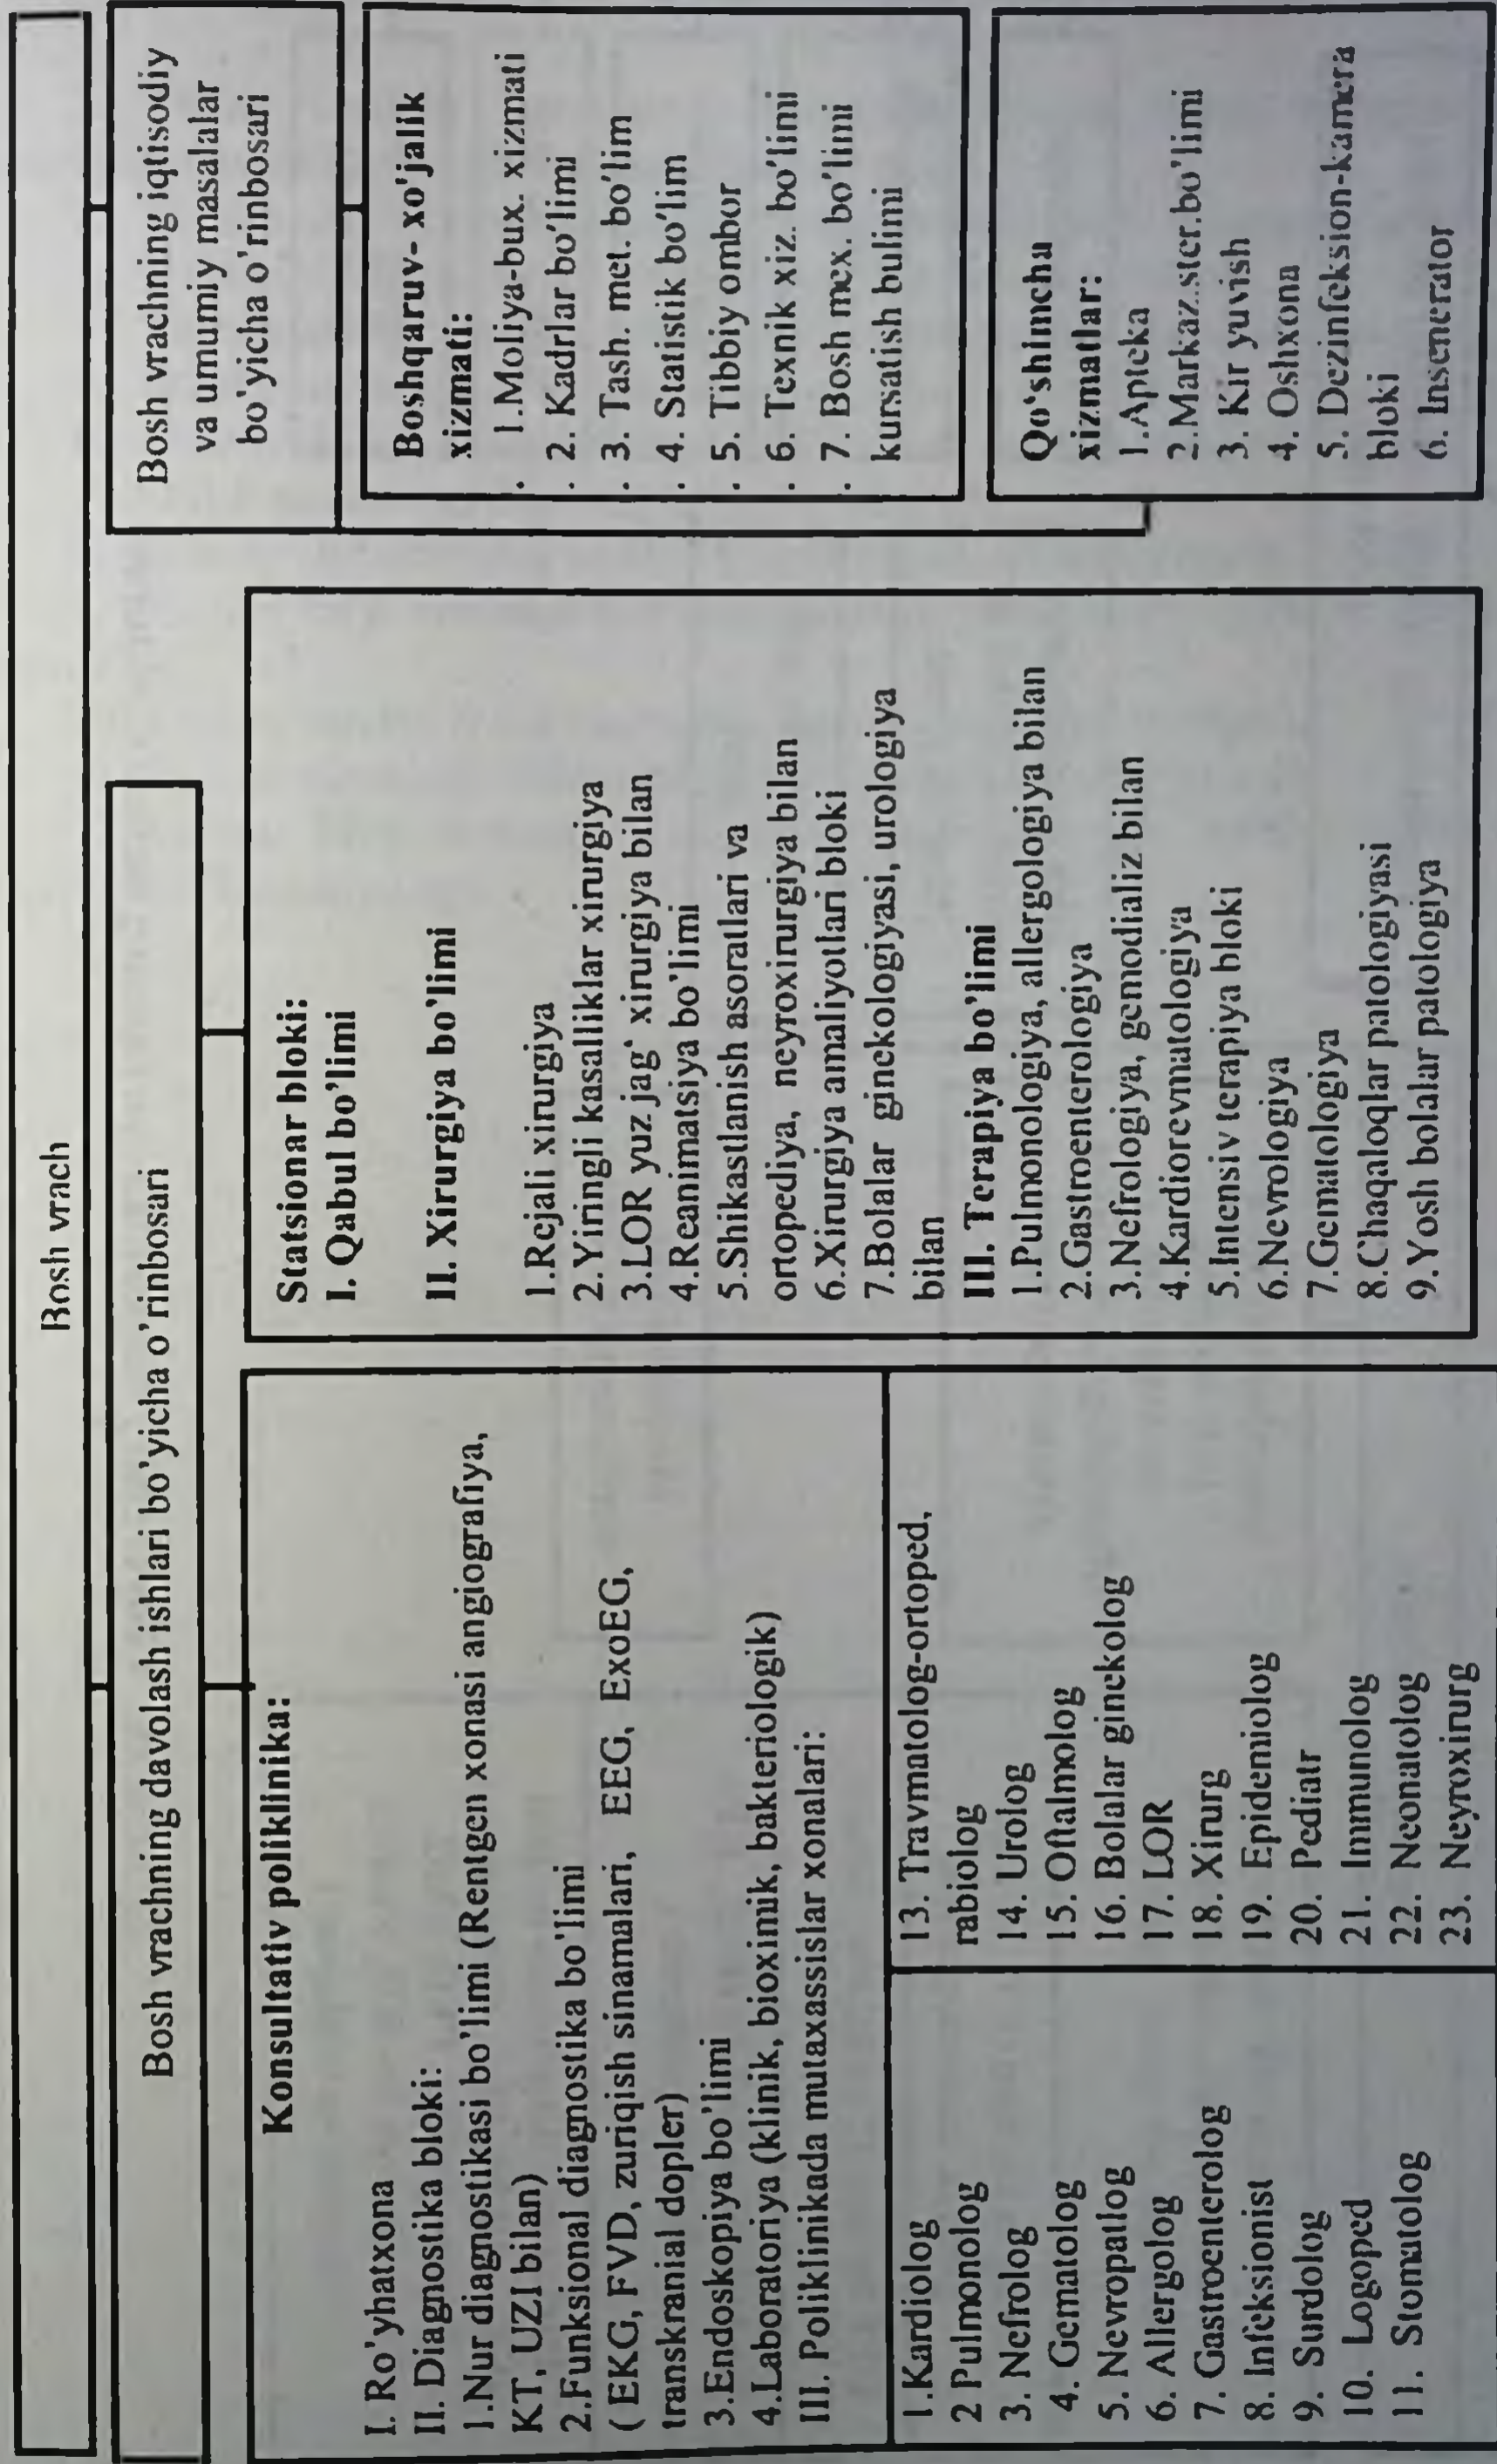 Bosh vrach
Bosh vrachning davolash ishlari bo'yicha o'rinbosari
Konsultativ poliklinika:
I. Ro'yhatxona
II. Diagnostika bloki:
1.Nur diagnostikasi bo'limi (Rentgen xonasi angiografiya,
KT, UZI bilan)
2.Funksional diagnostika bo'limi
( EKG, FVD, zuriqish sinamalari, EEG, ExoEG,
transkranial dopler)
3.Endoskopiya bo'limi
4.Laboratoriya (klinik, bioximik, bakteriologik)
III. Poliklinikada mutaxassislar xonalari:
1.Kardiolog
2 Pulmonolog
3. Nefrolog
4. Gematolog
5. Nevropatlog
6. Allergolog
7. Gastroenterolog
8. Infeksionist
9. Surdolog
10. Logoped
11. Stomatolog
13. Travmatolog-ortoped,
rabiolog
14. Urolog
15. Oftalmolog
16. Bolalar ginekolog
17. LOR
18. Xirurg
19. Epidemiolog
20. Pediatr
21. Immunolog
22. Neonatolog
23. Neyroxirurg
Statsionar bloki:
I. Qabul bo'limi
II. Xirurgiya bo'limi
1.Rejali xirurgiya
2.Yiringli kasalliklar xirurgiya
3.LOR yuz jag‘ xirurgiya bilan
4.Reanimatsiya bo'limi
5.Shikastlanish asoratlari va
ortopediya, neyroxirurgiya bilan
6.Xirurgiya amaliyotlari bloki
7.Bolalar ginekologiyasi, urologiya
bilan
III. Terapiya bo'limi
1.Pulmonologiya, allergologiya bilan
2.Gastroenterologiya
3.Nefrologiya, gemodializ bilan
4.Kardiorevmatologiya
5.Intensiv terapiya bloki
6.Nevrologiya
7.Gematologiya
8.Chaqaloqlar patologiyasi
9.Yosh bolalar patologiya
Bosh vrachning iqtisodiy
va umumiy masalalar
bo'yicha o'rinbosari
Boshqaruv- xo'jalik
xizmati:
. 1.Moliya-bux. xizmati
. 2. Kadrlar bo'limi
. 3. Tash. met. bo'lim
. 4. Statistik bo'lim
. 5. Tibbiy ombor
. 6. Texnik xiz. bo'limi
. 7. Bosh mex. bo'limi
kursatish bulimi
Qo'shimcha
xizmatlar:
1.Apteka
2.Markaz.ster.bo'limi
3. Kir yuvish
4. Oshxona
5. Dezinfeksion-kamera
bloki
6. Insenerator